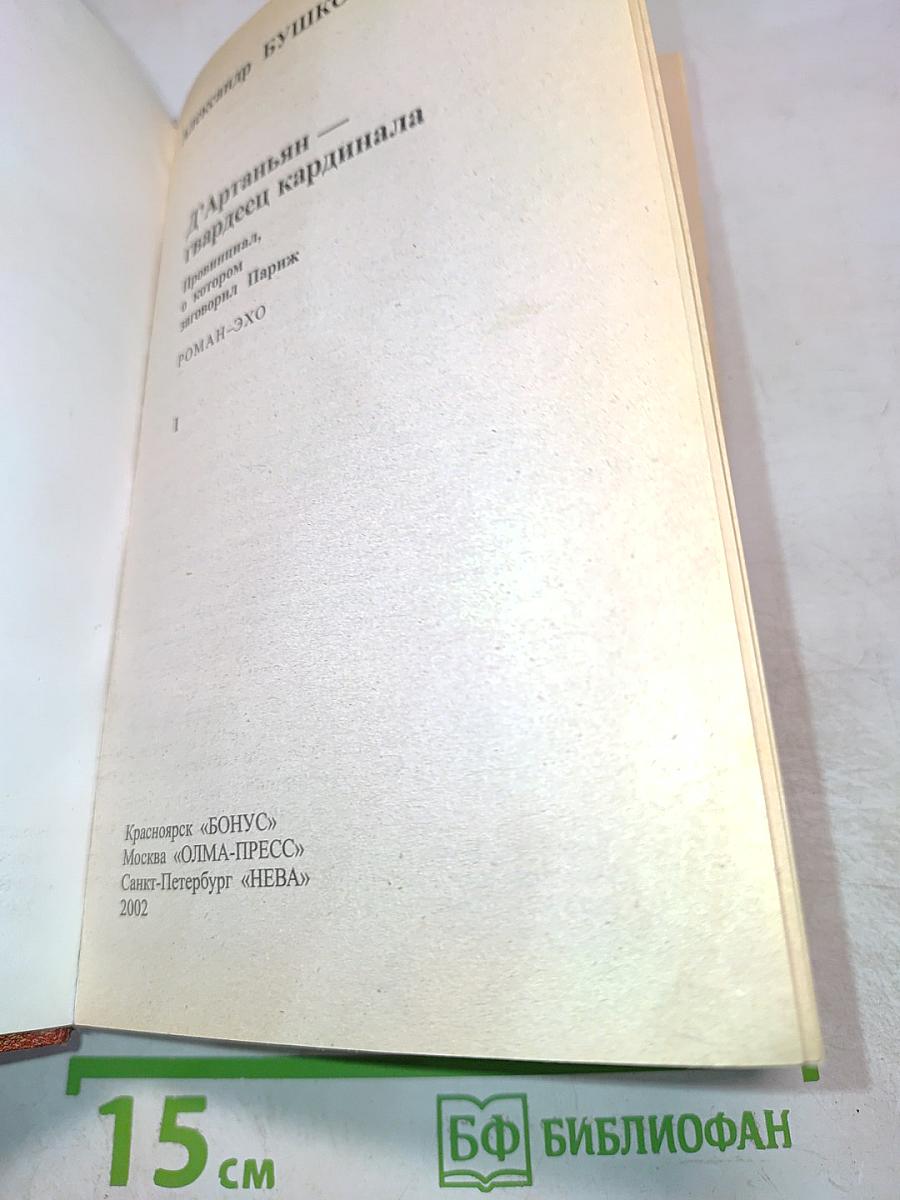 Александр БУШКО
Д'Артаньян —
гвардеец кардинала
Провинциал,
о котором
заговорил Париж
РОМАН-ЭХО
I
Красноярск «БОНУС»
Москва «ОЛМА-ПРЕСС»
Санкт-Петербург «НЕВА»
2002
15 см
БФ БИБЛИОФАН